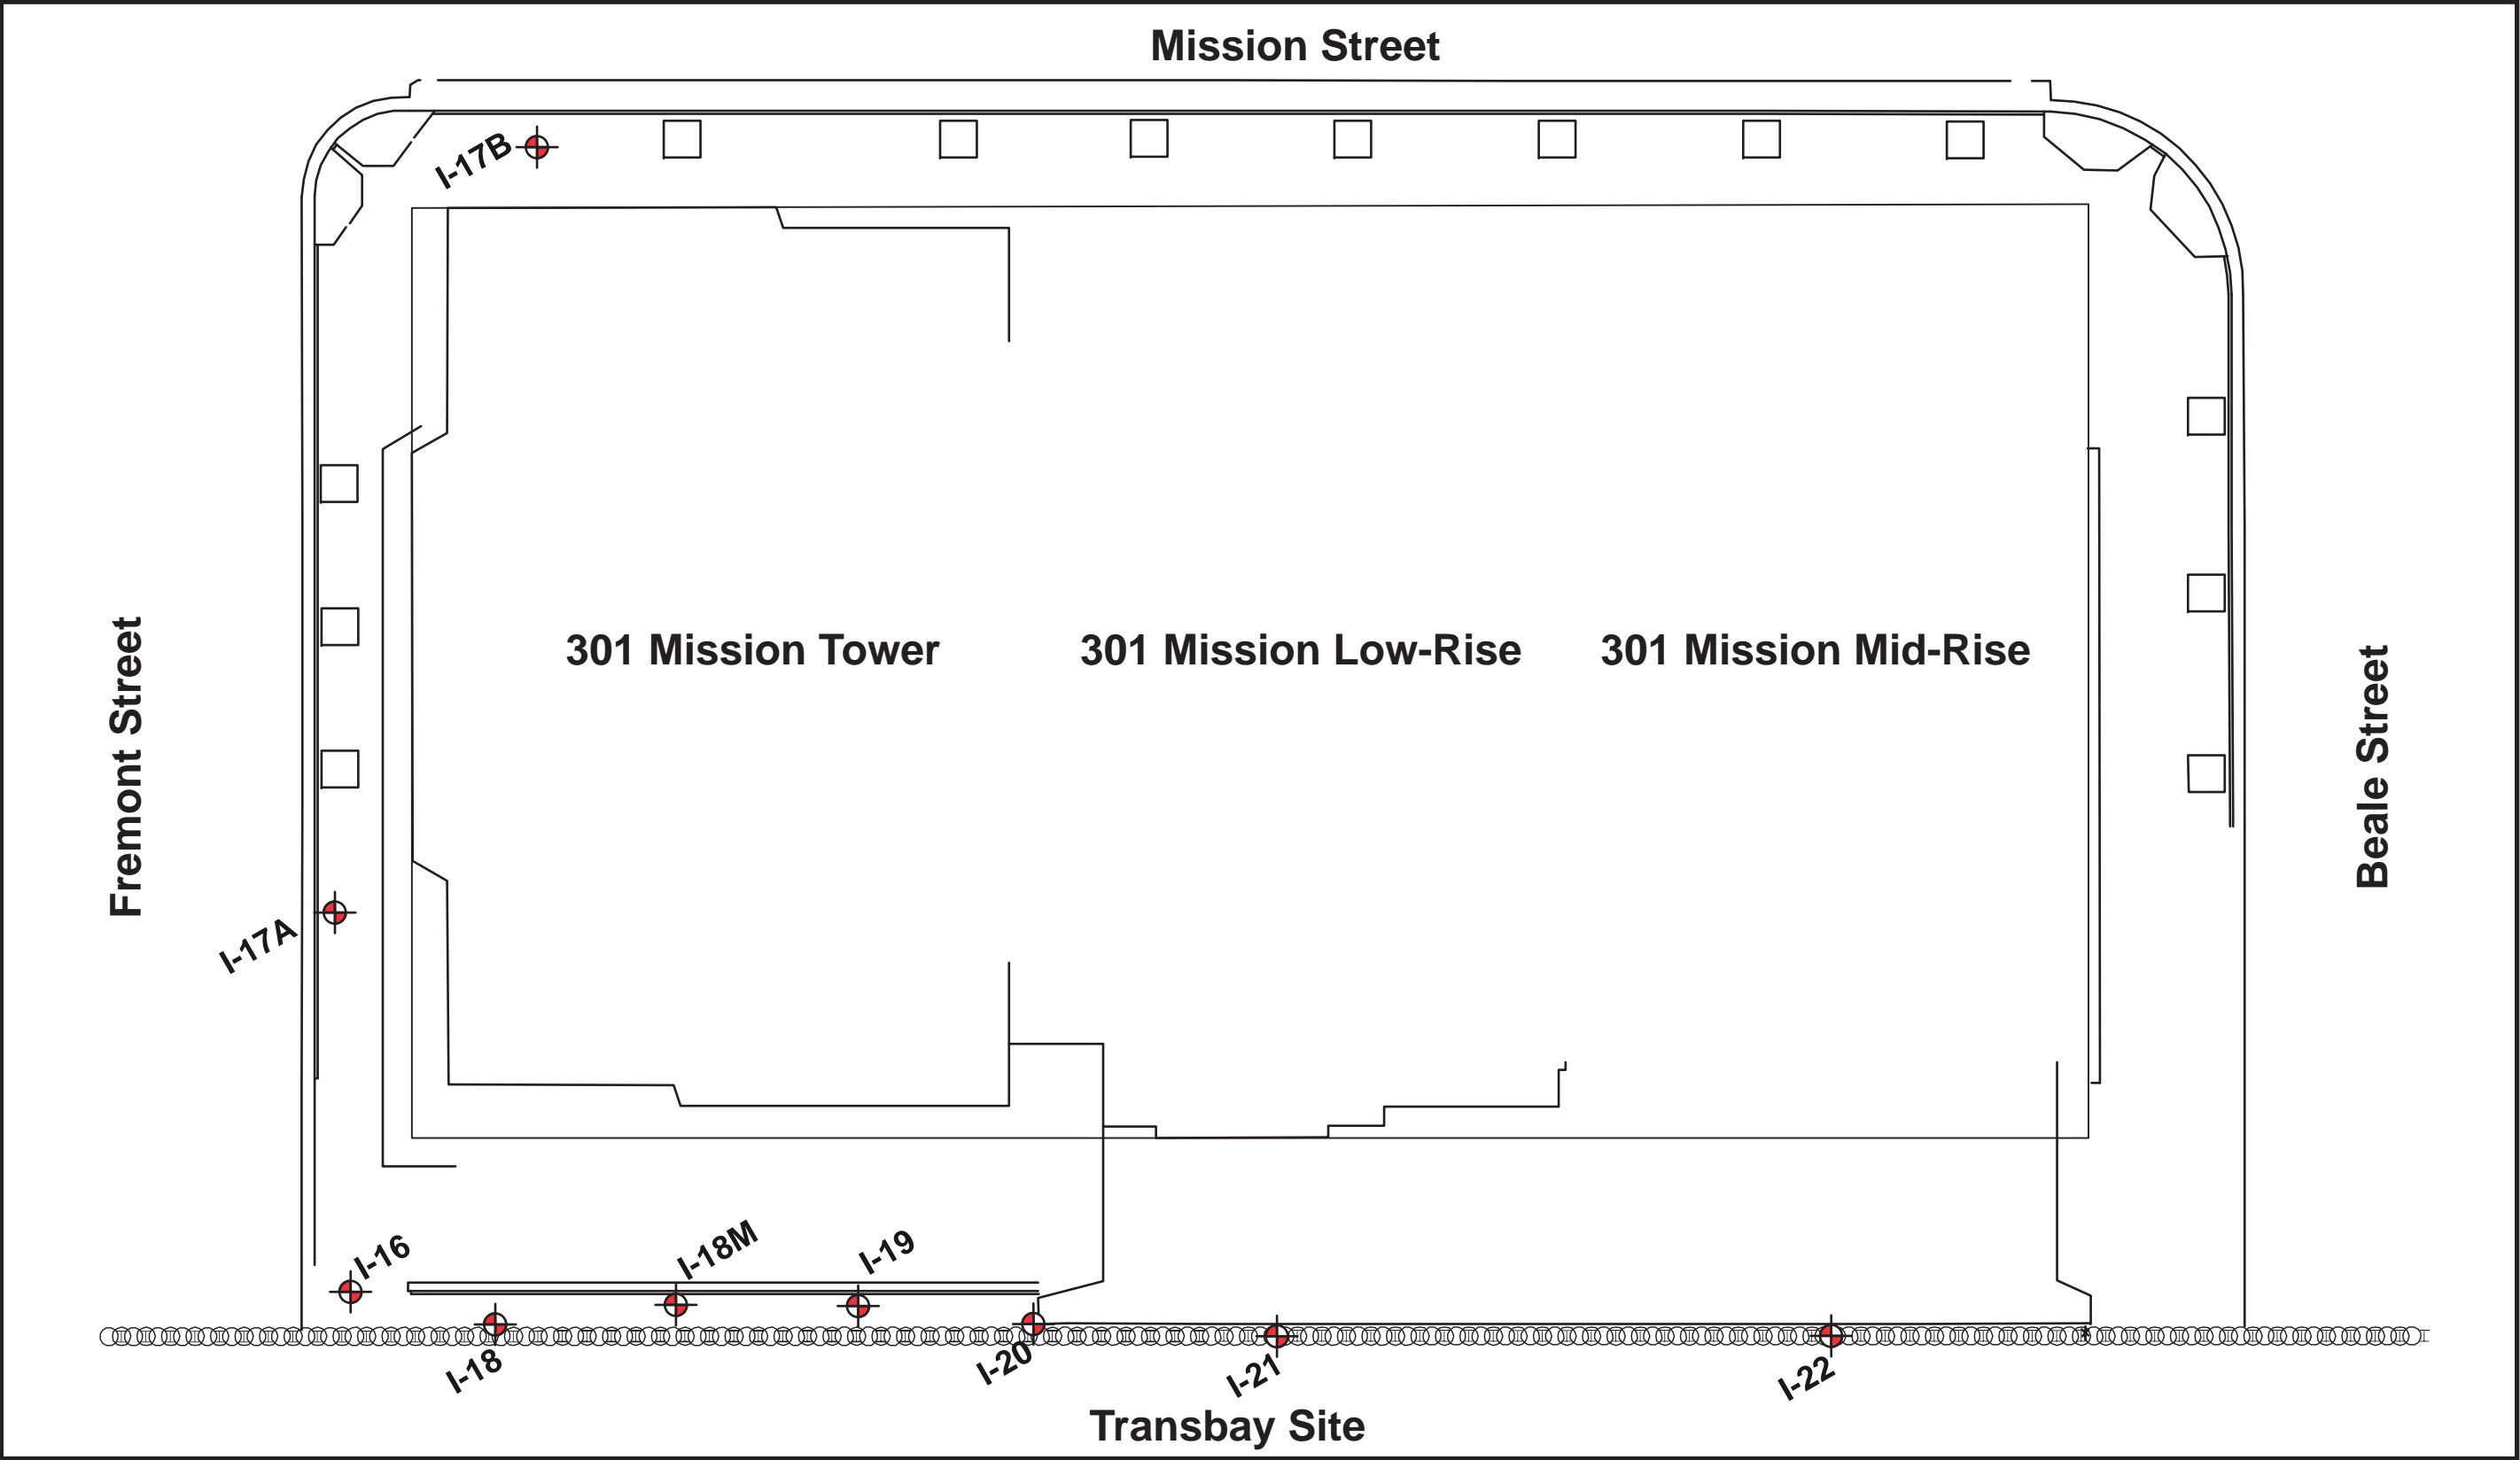 Mission Street
I-17B
301 Mission Tower
301 Mission Low-Rise
301 Mission Mid-Rise
Fremont Street
Beale Street
I-17A
I-16
I-18M
I-19
I-18
I-20
I-21
I-22
Transbay Site